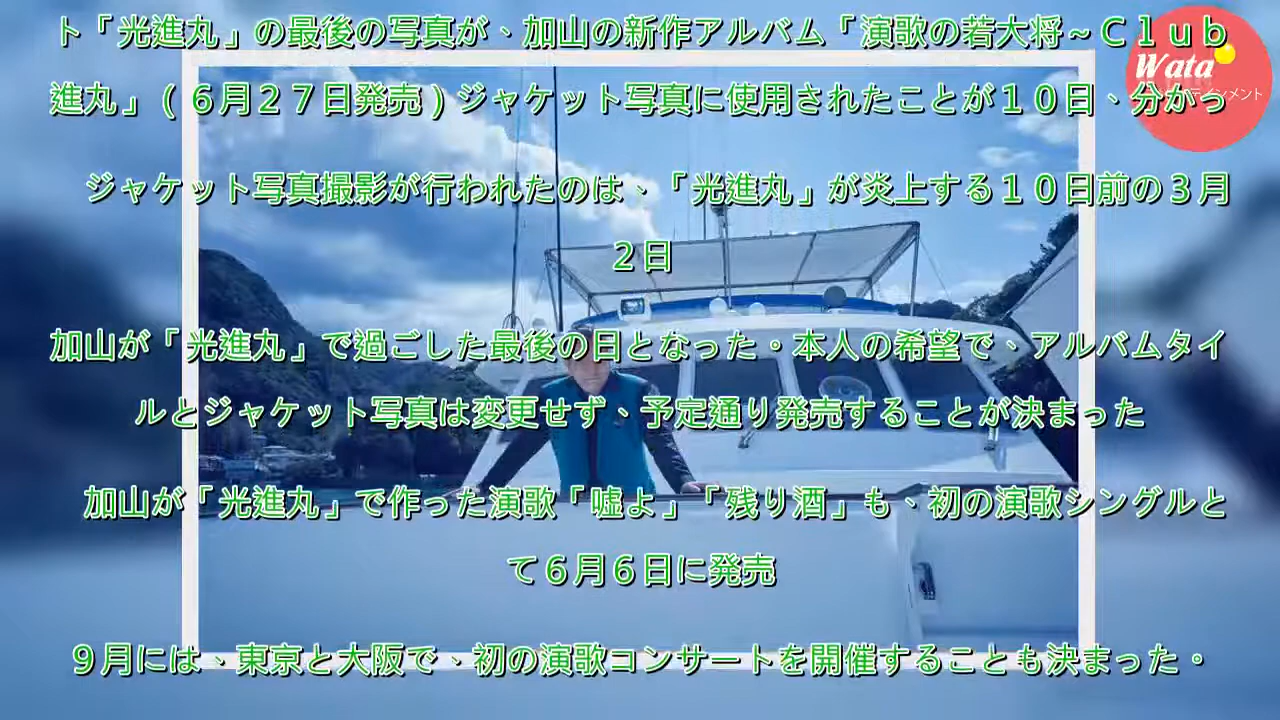 ト「光進丸」の最後の写真が、加山の新作アルバム「演歌の若大将～Ｃｌｕｂ
進丸」（６月２７日発売）ジャケット写真に使用されたことが１０日、分かっ
ジャケット写真撮影が行われたのは、「光進丸」が炎上する１０日前の３月
２日
加山が「光進丸」で過ごした最後の日となった。本人の希望で、アルバムタイ
ルとジャケット写真は変更せず、予定通り発売することが決まった
加山が「光進丸」で作った演歌「嘘よ」「残り酒」も、初の演歌シングルと
て６月６日に発売
９月には、東京と大阪で、初の演歌コンサートを開催することも決まった。
Wata